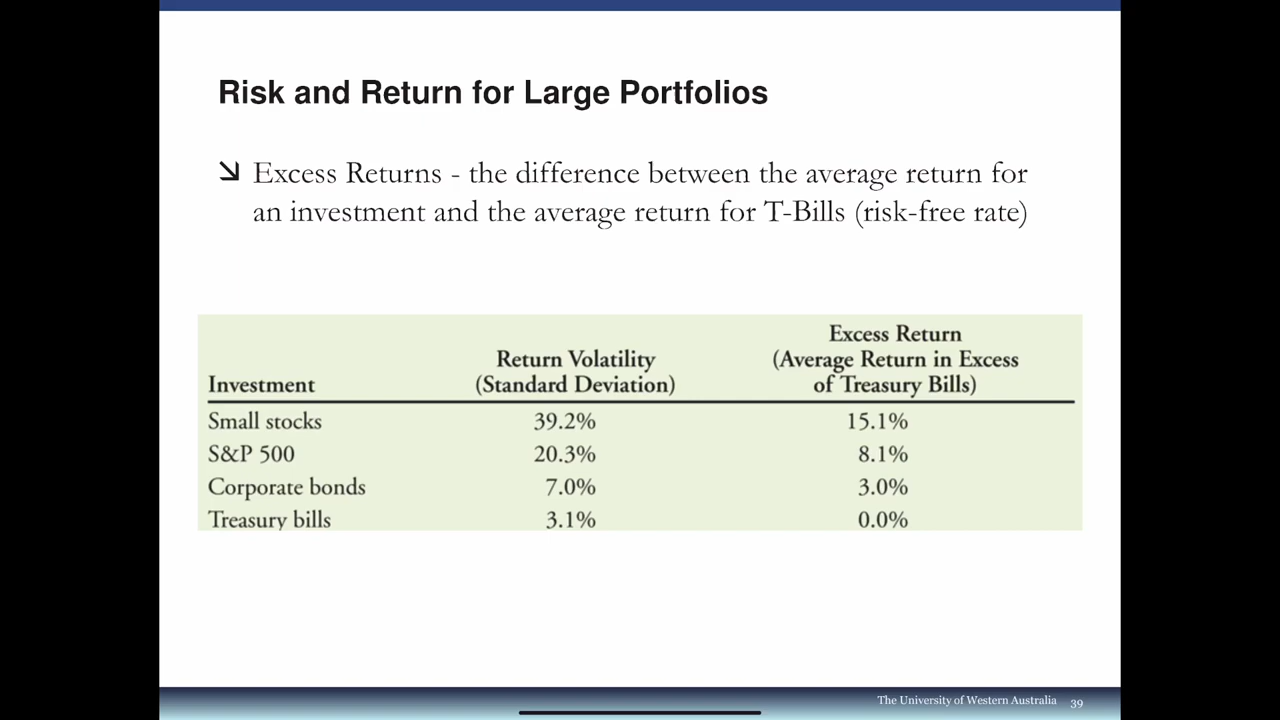 Risk and Return for Large Portfolios
Excess Returns - the difference between the average return for
an investment and the average return for T-Bills (risk-free rate)
Excess Return
Return Volatility (Average Return in Excess
Investment (Standard Deviation) of Treasury Bills)
Small stocks 39.2% 15.1%
S&P 500 20.3% 8.1%
Corporate bonds 7.0% 3.0%
Treasury bills 3.1% 0.0%
The University of Western Australia 39